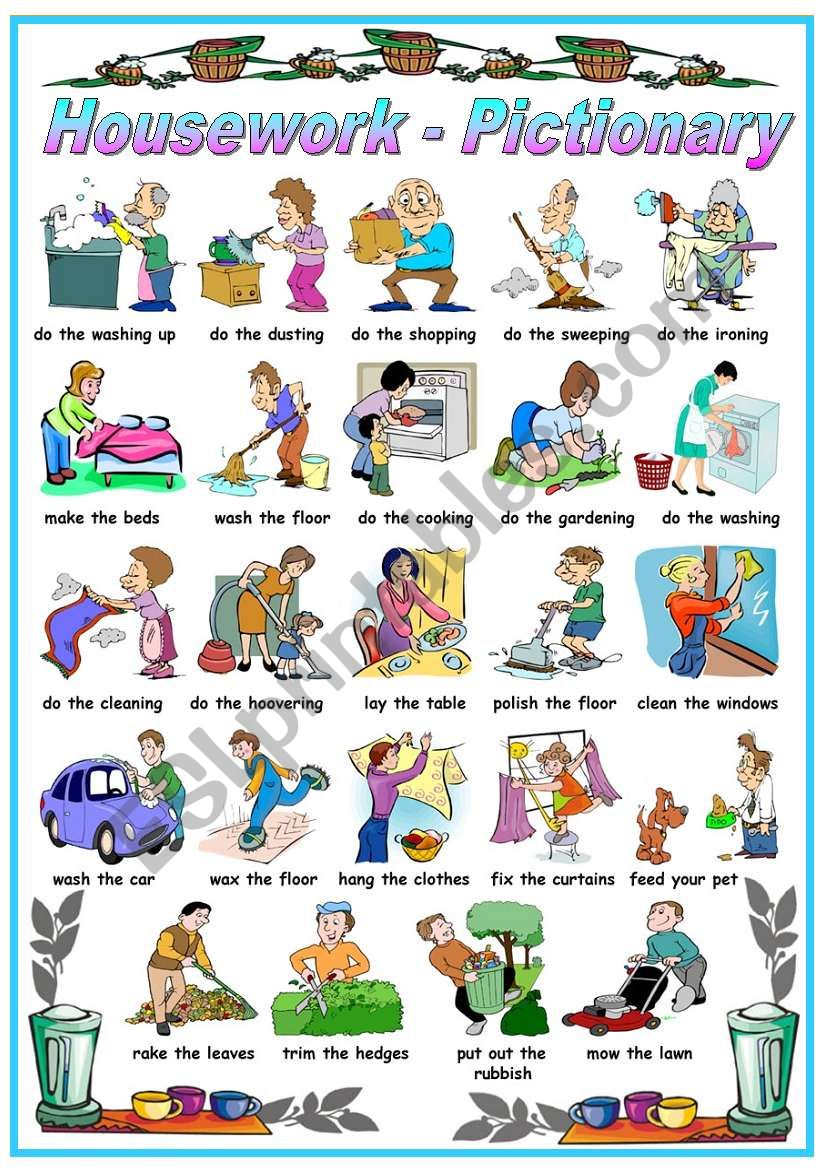 Housework - Pictionary
do the washing up do the dusting do the shopping do the sweeping do the ironing
make the beds wash the floor do the cooking do the gardening do the washing
do the cleaning do the hoovering lay the table polish the floor clean the windows
wash the car wax the floor hang the clothes fix the curtains feed your pet
rake the leaves trim the hedges put out the mow the lawn
rubbish
ESLprintables.com